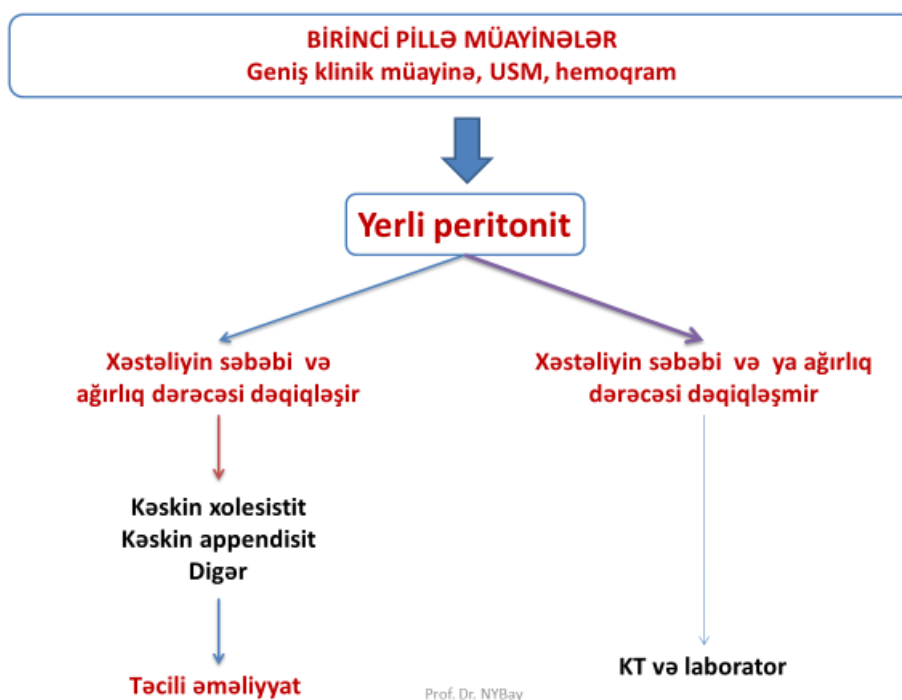 BİRİNCİ PİLLƏ MÜAYİNƏLƏR
Geniş klinik müayinə, USM, hemoqram
Yerli peritonit
Xəstəliyin səbəbi və
ağırlıq dərəcəsi dəqiqləşir
Xəstəliyin səbəbi və ya ağırlıq
dərəcəsi dəqiqləşmir
Kəskin xolesistit
Kəskin appendisit
Digər
Təcili əməliyyat
KT və laborator
Prof. Dr. NYBay